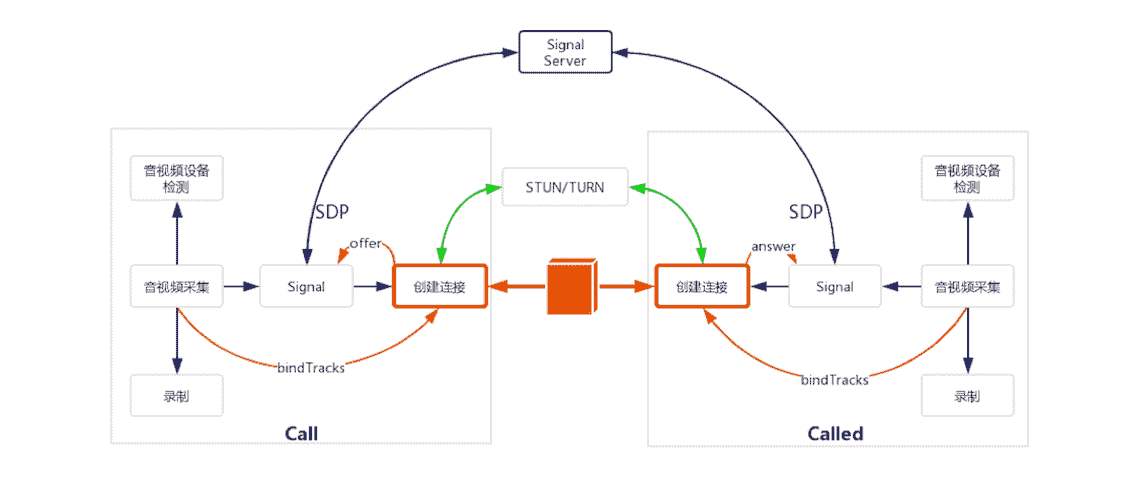 Signal
Server
音视频设备
检测
STUN/TURN
音视频设备
检测
SDP
SDP
offer
answer
音视频采集
Signal
创建连接
创建连接
Signal
音视频采集
bindTracks
bindTracks
录制
录制
Call
Called